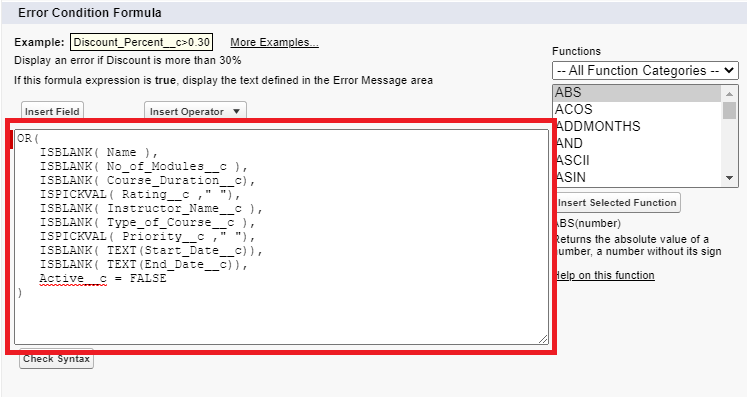 Error Condition Formula
Example: Discount_Percent__c>0.30 More Examples...
Display an error if Discount is more than 30%
If this formula expression is true, display the text defined in the Error Message area
Insert Field Insert Operator ▼
OR(
ISBLANK( Name ),
ISBLANK( No_of_Modules__c ),
ISBLANK( Course_Duration__c),
ISPICKVAL( Rating__c ," "),
ISBLANK( Instructor_Name__c ),
ISBLANK( Type_of_Course__c ),
ISPICKVAL( Priority__c ," "),
ISBLANK( TEXT(Start_Date__c)),
ISBLANK( TEXT(End_Date__c)),
Active__c = FALSE
)
Check Syntax
Functions
-- All Function Categories --
ABS
ACOS
ADDMONTHS
AND
ASCII
ASIN
Insert Selected Function
ABS(number)
Returns the absolute value of a
number, a number without its sign
Help on this function